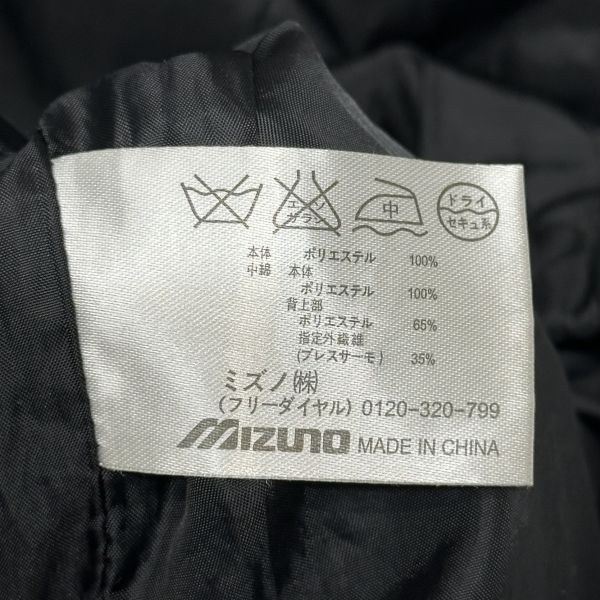 エンソ サラシ 中 ドライ セキユ系
本体 ポリエステル 100%
中綿 本体
ポリエステル 100%
背上部
ポリエステル 65%
指定外繊維
(ブレスサーモ) 35%
ミズノ(株)
(フリーダイヤル) 0120-320-799
MIZUNO MADE IN CHINA